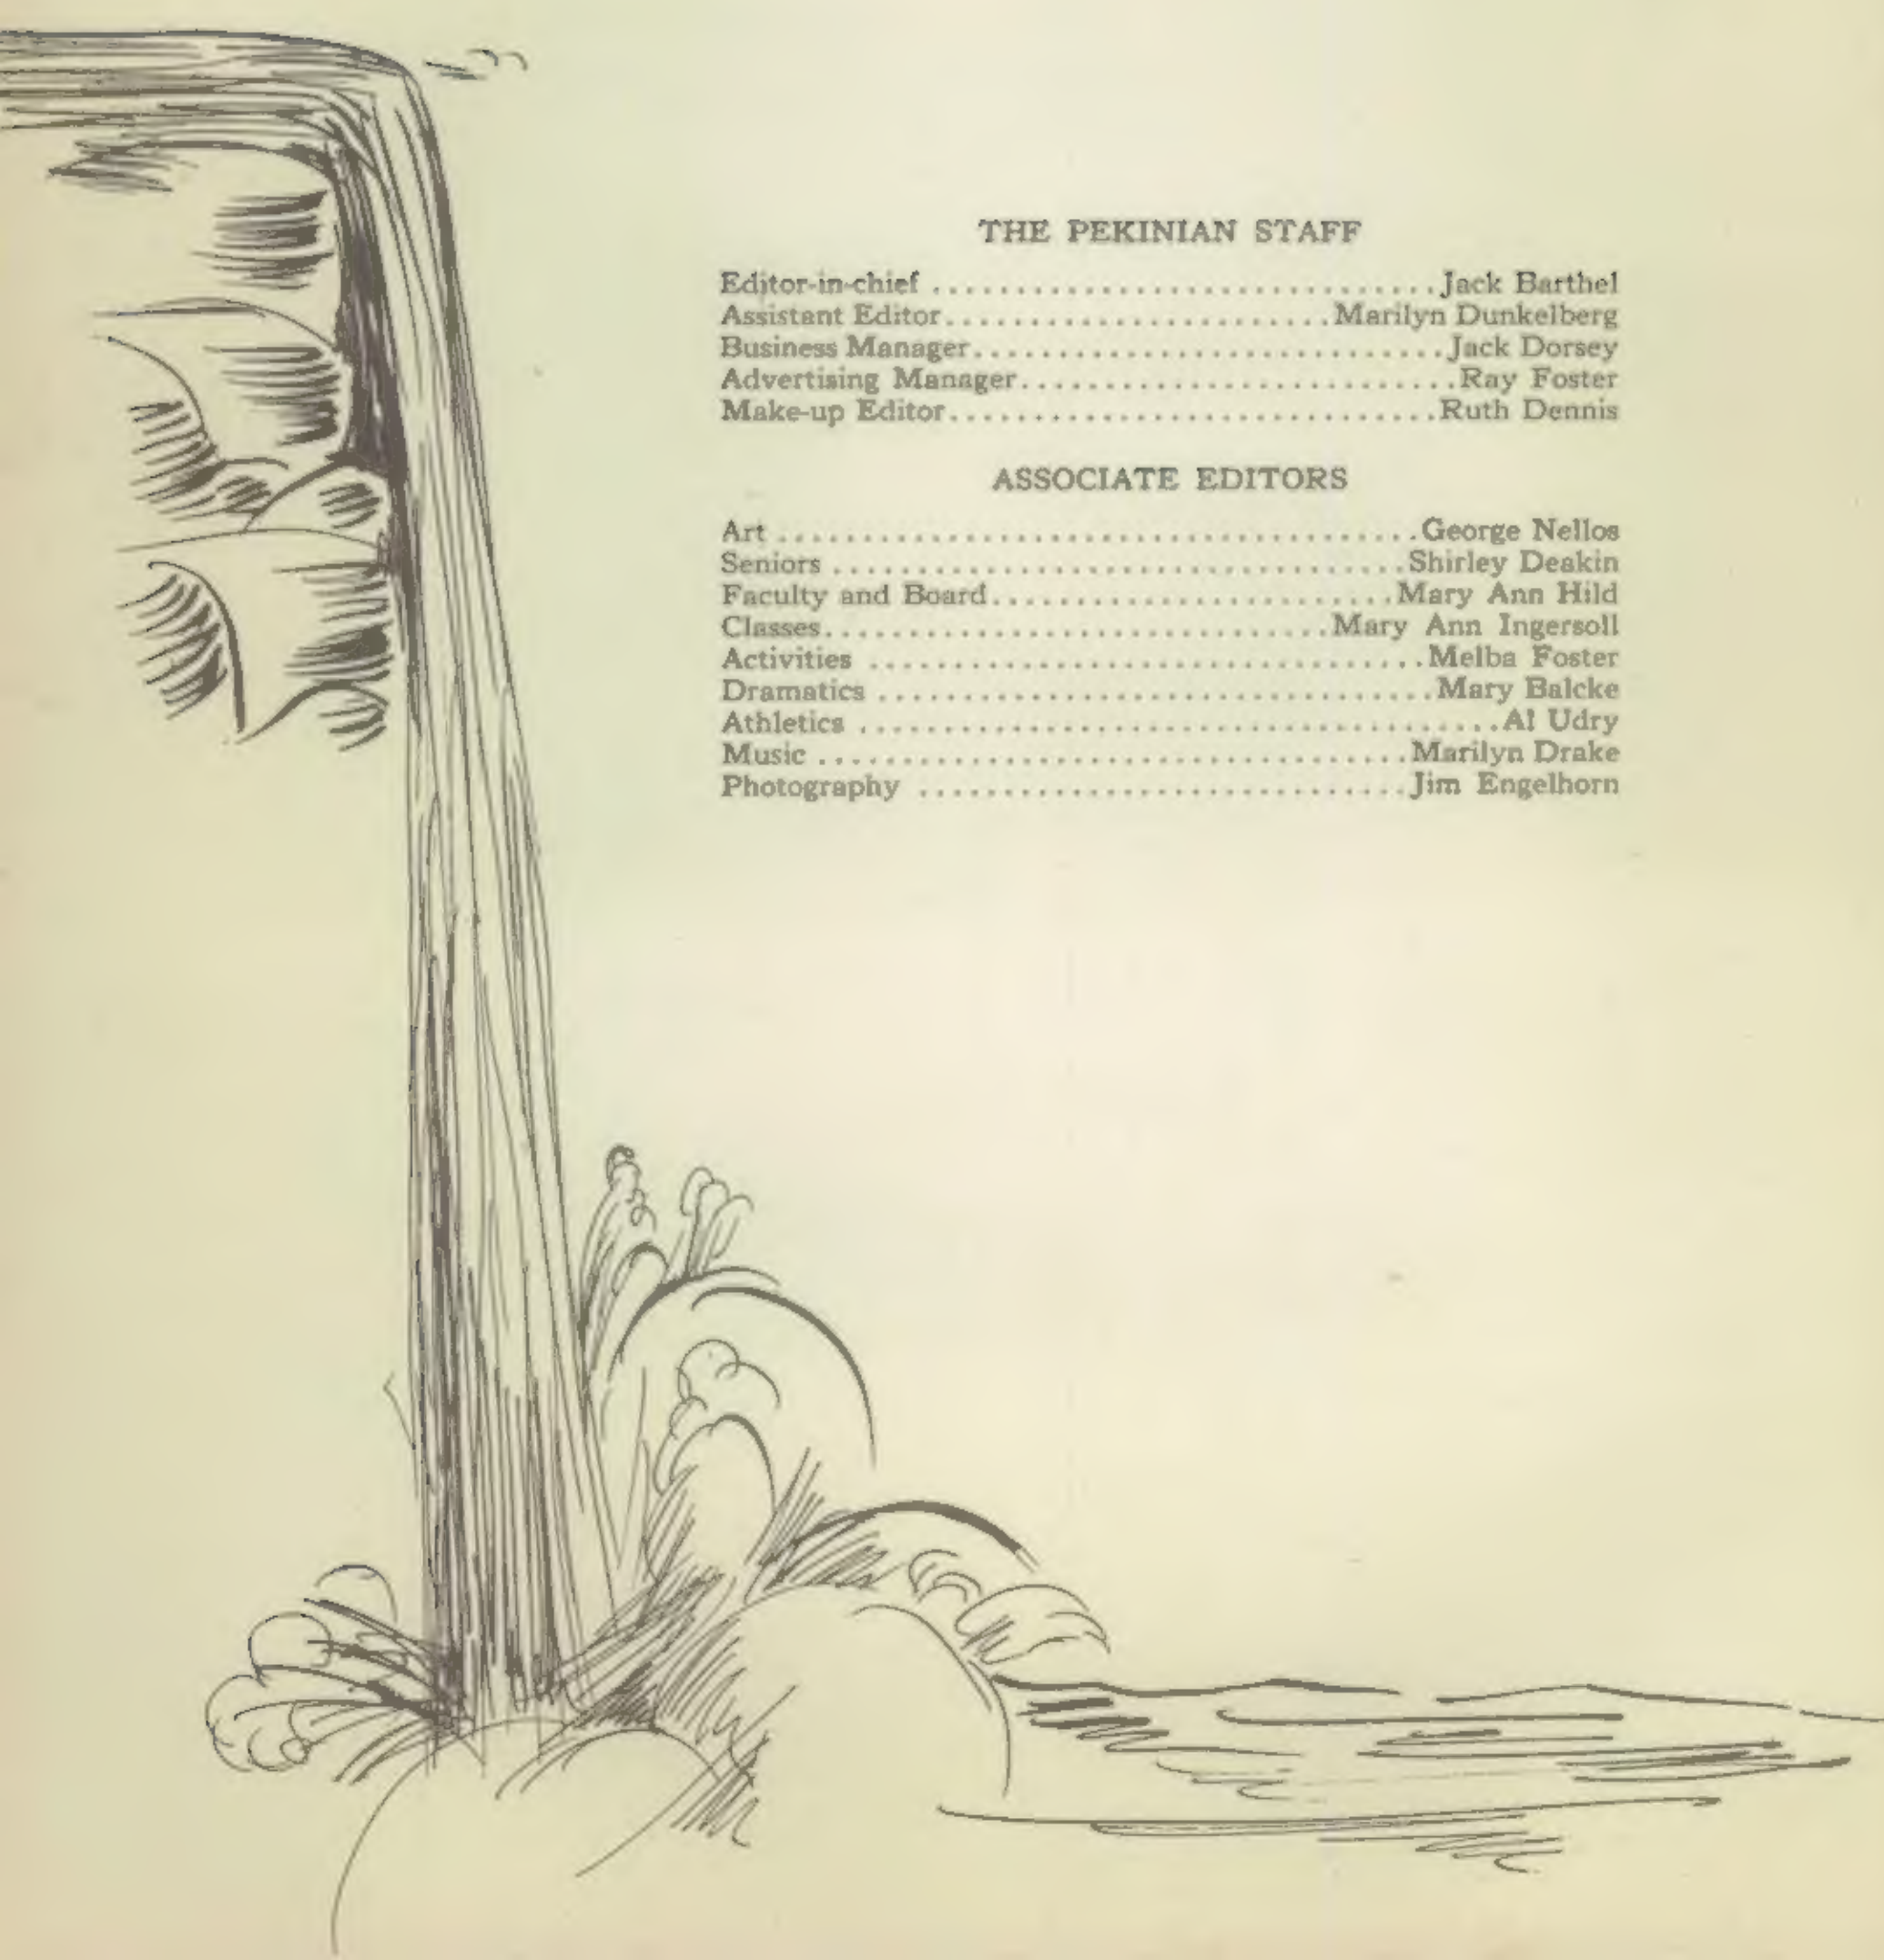 THE PEKINIAN STAFF
Editor-in-chief ..............................Jack Barthel
Assistant Editor.......................Marilyn Dunkelberg
Business Manager............................Jack Dorsey
Advertising Manager..........................Ray Foster
Make-up Editor.............................Ruth Dennis
ASSOCIATE EDITORS
Art ......................................George Nellos
Seniors ..................................Shirley Deakin
Faculty and Board........................Mary Ann Hild
Classes..............................Mary Ann Ingersoll
Activities .................................Melba Foster
Dramatics .................................Mary Balcke
Athletics ......................................Al Udry
Music ...................................Marilyn Drake
Photography .............................Jim Engelhorn